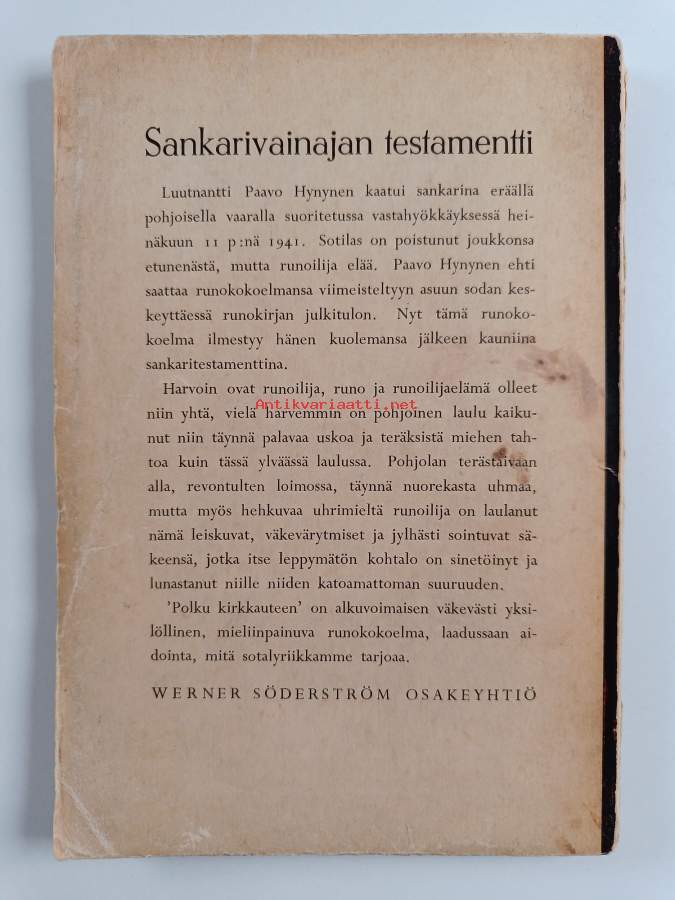 Sankarivainajan testamentti
Luutnantti Paavo Hynynen kaatui sankarina eräällä
pohjoisella vaaralla suoritetussa vastahyökkäyksessä hei-
näkuun 11 p:nä 1941. Sotilas on poistunut joukkonsa
etunenästä, mutta runoilija elää. Paavo Hynynen ehti
saattaa runokokoelmansa viimeisteltyyn asuun sodan kes-
keyttäessä runokirjan julkitulon. Nyt tämä runoko-
koelma ilmestyy hänen kuolemansa jälkeen kauniina
sankaritestamenttina.
Harvoin ovat runoilija, runo ja runoilijaelämä olleet
niin yhtä, vielä harvemmin on pohjoinen laulu kaiku-
Antikvariaatti.net
nut niin täynnä palavaa uskoa ja teräksistä miehen tah-
toa kuin tässä ylväässä laulussa. Pohjolan terästaivaan
alla, revontulten loimossa, täynnä nuorekasta uhmaa,
mutta myös hehkuvaa uhrimieltä runoilija on laulanut
nämä leiskuvat, väkevärytmiset ja jylhästi sointuvat sä-
keensä, jotka itse leppymätön kohtalo on sinetöinyt ja
lunastanut niille niiden katoamattoman suuruuden.
'Polku kirkkauteen' on alkuvoimaisen väkevästi yksi-
löllinen, mieliinpainuva runokokoelma, laadussaan ai-
dointa, mitä sotalyriikkamme tarjoaa.
WERNER SÖDERSTRÖM OSAKEYHTIÖ